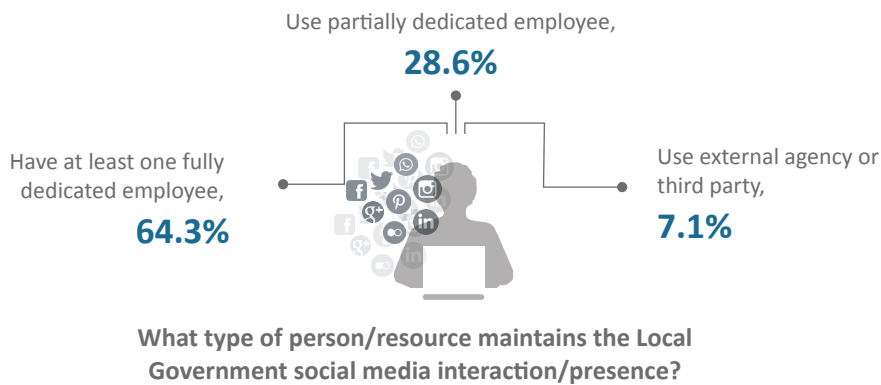 Use partially dedicated employee,
28.6%
Have at least one fully
dedicated employee,
64.3%
Use external agency or
third party,
7.1%
What type of person/resource maintains the Local
Government social media interaction/presence?